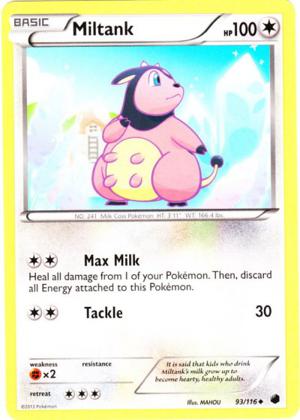 BASIC
Miltank HP100
NO. 241 Milk Cow Pokémon HT: 3'11" WT: 166.4 lbs.
Max Milk
Heal all damage from 1 of your Pokémon. Then, discard
all Energy attached to this Pokémon.
Tackle 30
weakness resistance
×2
It is said that kids who drink
Miltank's milk grow up to
become hearty, healthy adults.
retreat
©2013 Pokémon
Illus. MAHOU 93/116